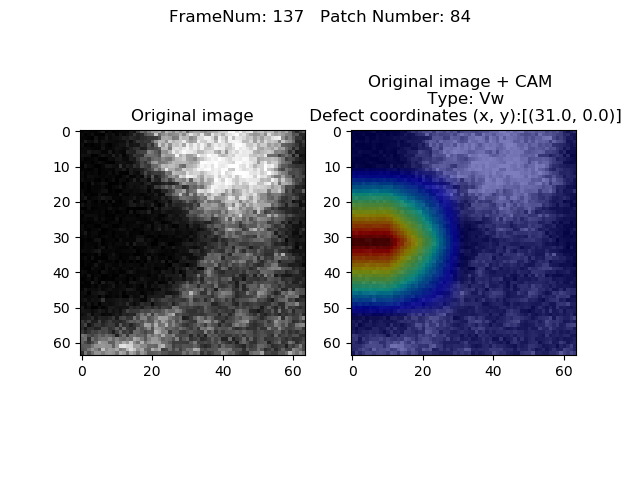 FrameNum: 137   Patch Number: 84
Original image
Original image + CAM
Type: Vw
Defect coordinates (x, y):[(31.0, 0.0)]
0
10
20
30
40
50
60
0 20 40 60
0
10
20
30
40
50
60
0 20 40 60